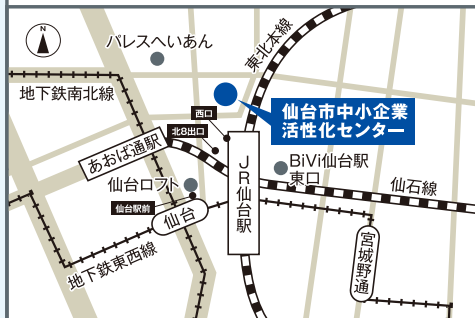 N
パレスへいあん
東北本線
地下鉄南北線
仙台市中小企業
活性化センター
西口
北8出口
あおば通駅
JR仙台駅
BiVi仙台駅
東口
仙台ロフト
仙石線
仙台駅前
仙台
宮城野通
地下鉄東西線